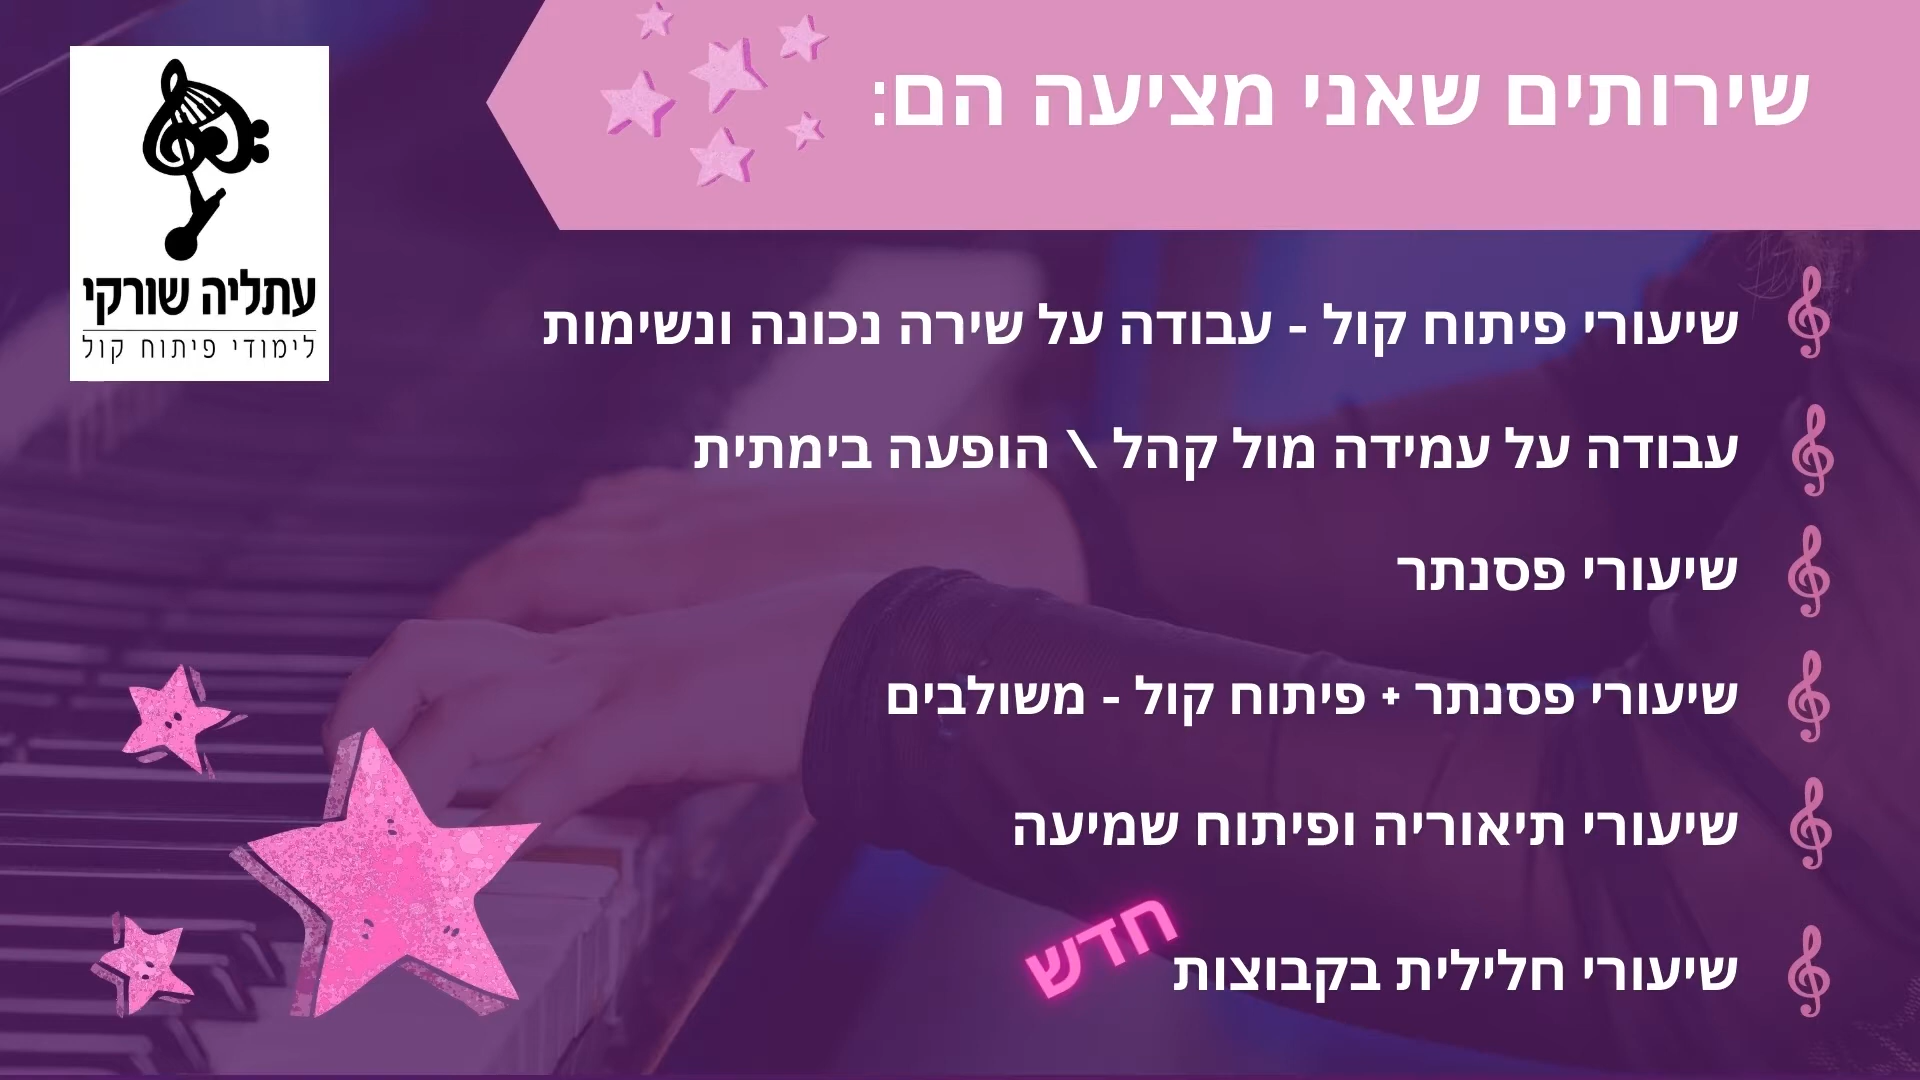 שירותים שאני מציעה הם:
עתליה שורקי
לימודי פיתוח קול
שיעורי פיתוח קול - עבודה על שירה נכונה ונשימות
עבודה על עמידה מול קהל \ הופעה בימתית
שיעורי פסנתר
שיעורי פסנתר + פיתוח קול - משולבים
שיעורי תיאוריה ופיתוח שמיעה
שיעורי חלילית בקבוצות
חדש